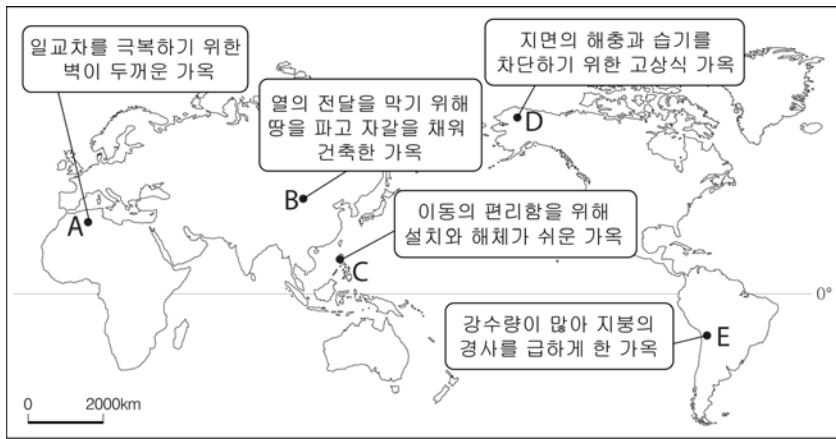 일교차를 극복하기 위한
벽이 두꺼운 가옥
지면의 해충과 습기를
차단하기 위한 고상식 가옥
열의 전달을 막기 위해
땅을 파고 자갈을 채워
건축한 가옥
D
B
A
이동의 편리함을 위해
설치와 해체가 쉬운 가옥
C
0°
강수량이 많아 지붕의
경사를 급하게 한 가옥
E
0 2000km